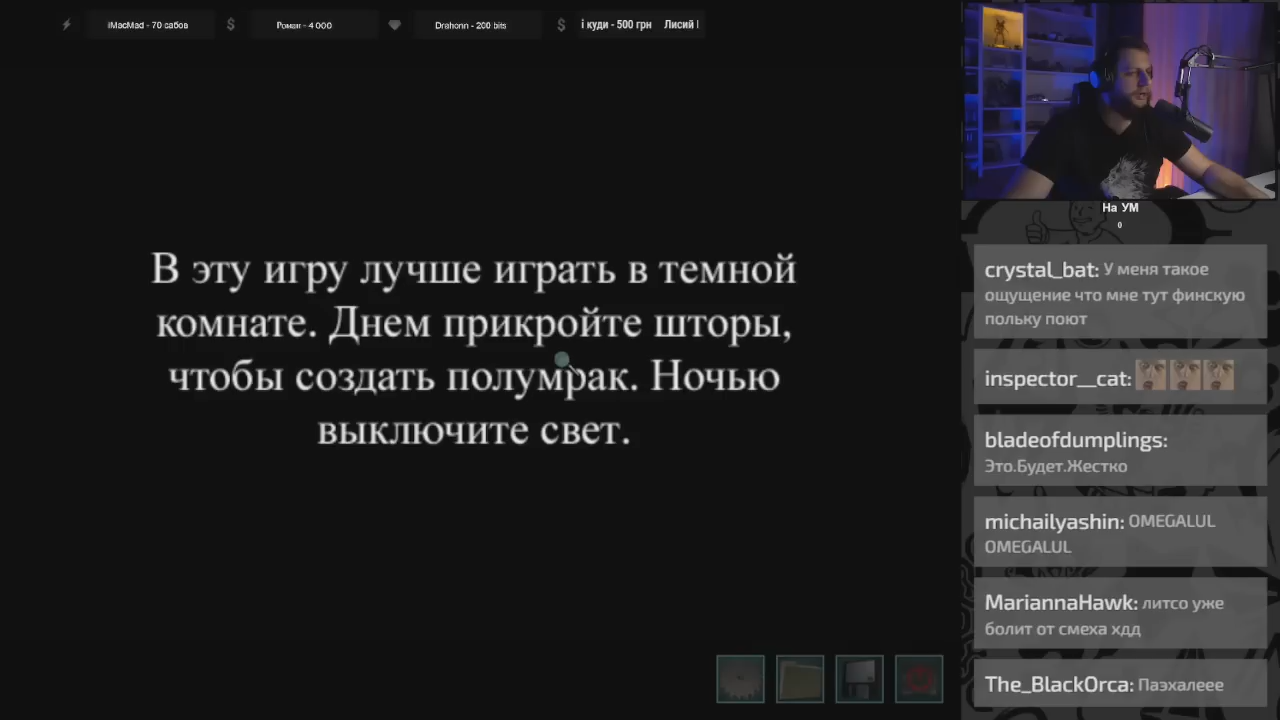 iMacMad - 70 сабов
$
Роман - 4 000
Drahonn - 200 bits
$
і куди - 500 грн Лисий
В эту игру лучше играть в темной
комнате. Днем прикройте шторы,
чтобы создать полумрак. Ночью
выключите свет.
На УМ
0
crystal_bat: У меня такое
ощущение что мне тут финскую
польку поют
inspector__cat:
bladeofdumplings:
Это.Будет.Жестко
michailyashin: OMEGALUL
OMEGALUL
MariannaHawk: литсо уже
болит от смеха хдд
The_BlackOrca: Паэхалеее